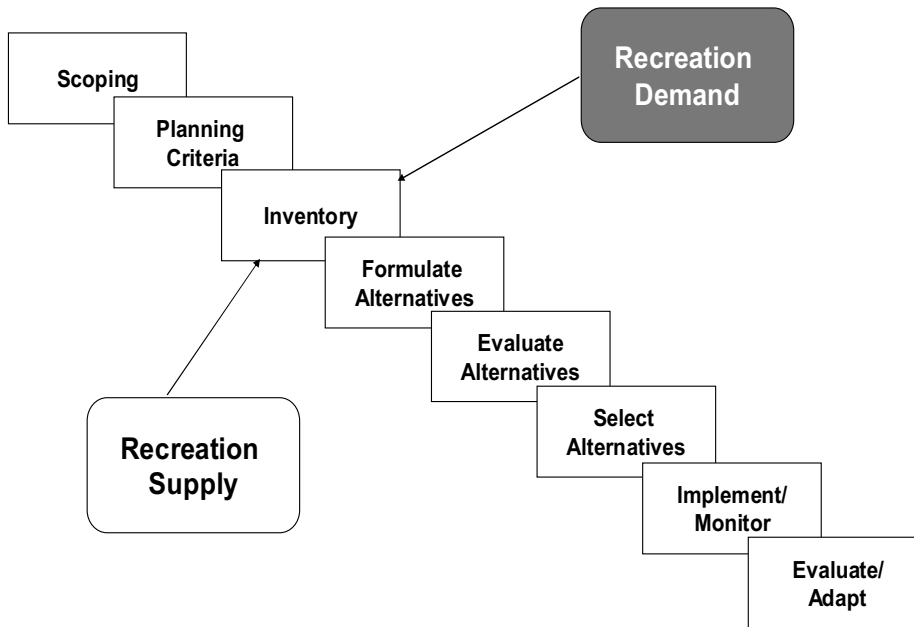 Scoping
Recreation
Demand
Planning
Criteria
Inventory
Formulate
Alternatives
Evaluate
Alternatives
Select
Alternatives
Recreation
Supply
Implement/
Monitor
Evaluate/
Adapt